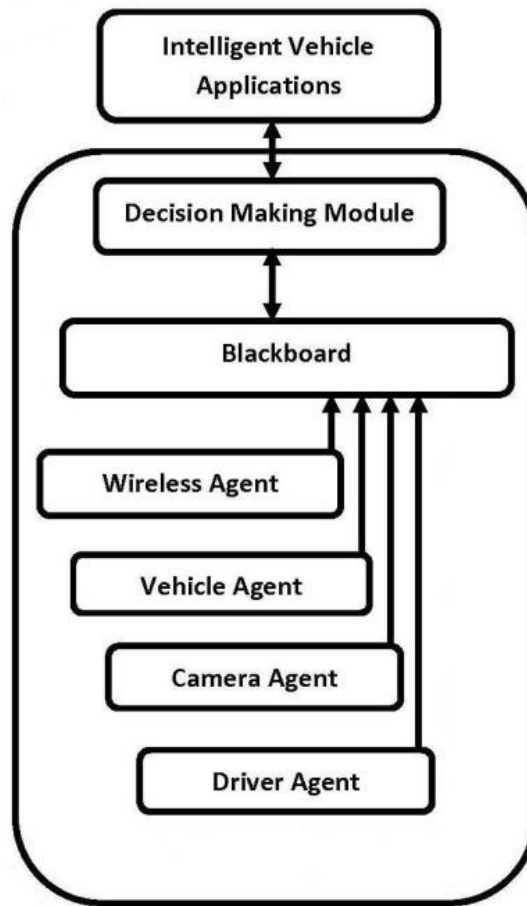 Intelligent Vehicle
Applications
Decision Making Module
Blackboard
Wireless Agent
Vehicle Agent
Camera Agent
Driver Agent